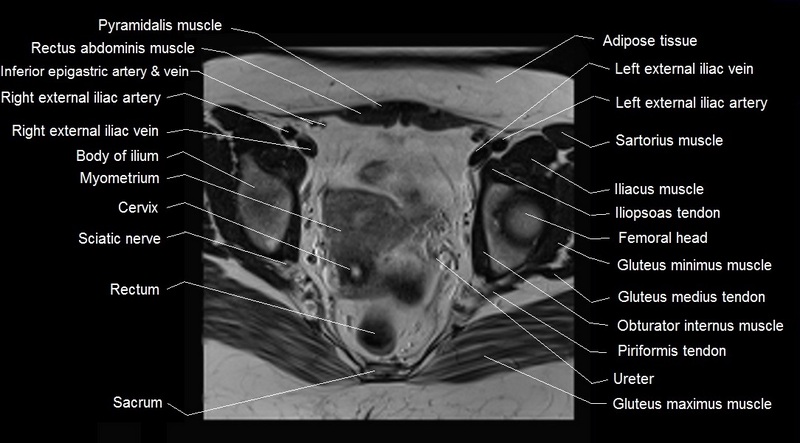 Pyramidalis muscle
Rectus abdominis muscle
Inferior epigastric artery & vein
Right external iliac artery
Right external iliac vein
Body of ilium
Myometrium
Cervix
Sciatic nerve
Rectum
Sacrum
Adipose tissue
Left external iliac vein
Left external iliac artery
Sartorius muscle
Iliacus muscle
Iliopsoas tendon
Femoral head
Gluteus minimus muscle
Gluteus medius tendon
Obturator internus muscle
Piriformis tendon
Ureter
Gluteus maximus muscle